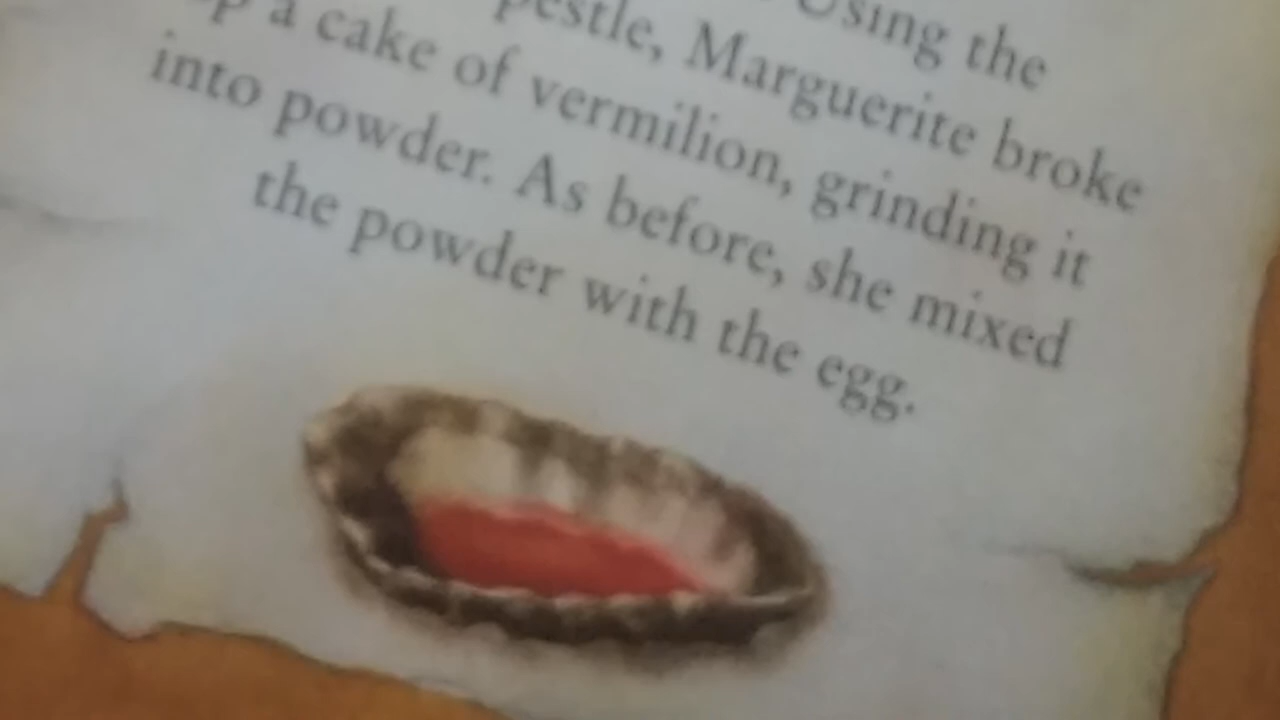 Using the
pestle, Marguerite broke
up a cake of vermilion, grinding it
into powder. As before, she mixed
the powder with the egg.